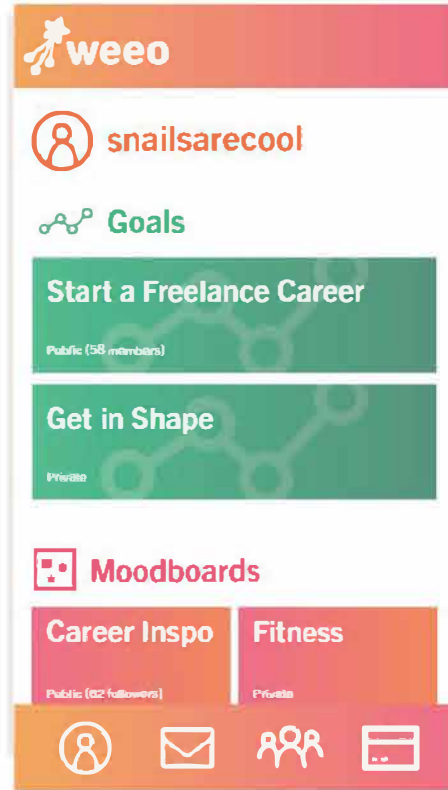 weeo
snailsarecool
Goals
Start a Freelance Career
Public (58 members)
Get in Shape
Private
Moodboards
Career Inspo
Public (62 followers)
Fitness
Private